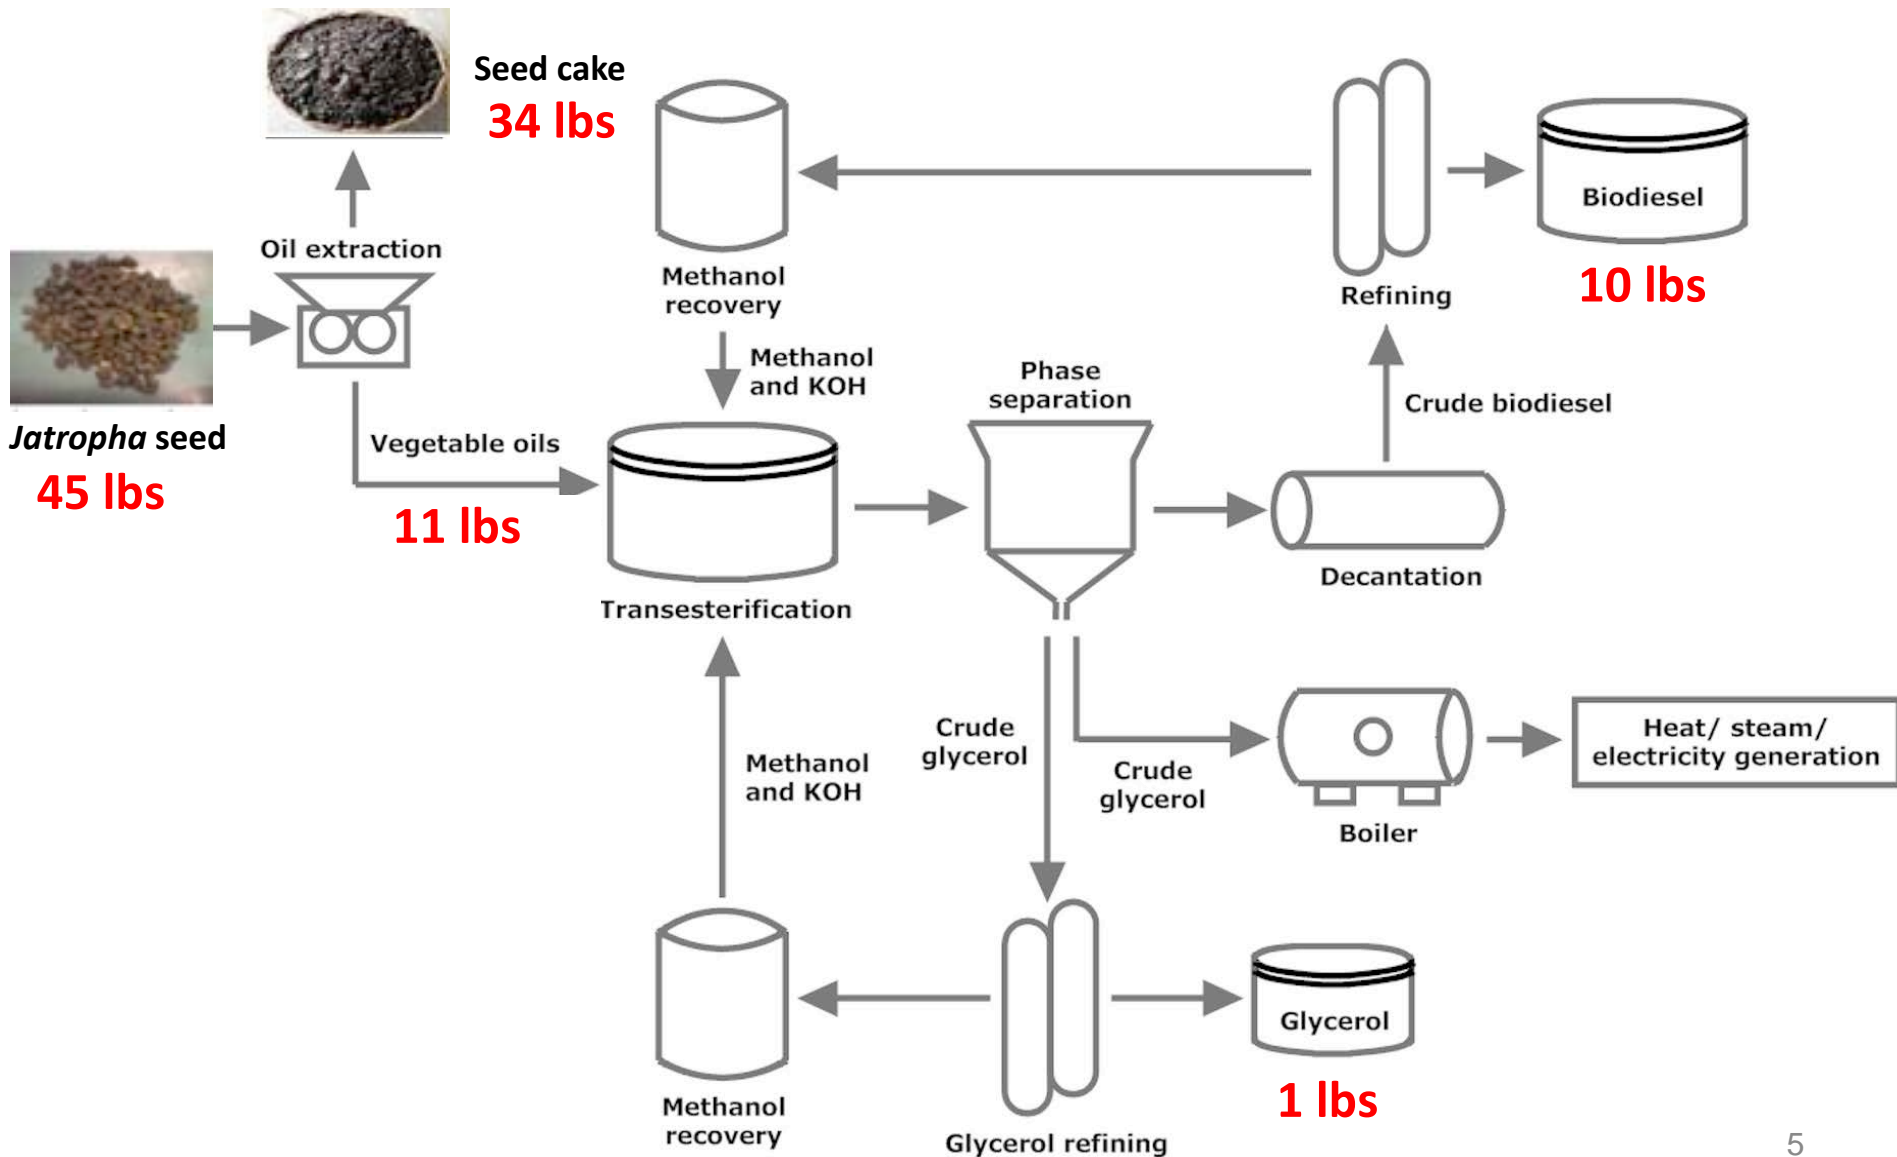 Seed cake
34 lbs
Oil extraction
Jatropha seed
45 lbs
Vegetable oils
11 lbs
Methanol
recovery
Methanol
and KOH
Transesterification
Phase
separation
Refining
Biodiesel
10 lbs
Crude biodiesel
Decantation
Crude
glycerol
Crude
glycerol
Boiler
Heat/ steam/
electricity generation
Methanol
and KOH
Methanol
recovery
Glycerol refining
Glycerol
1 lbs
5